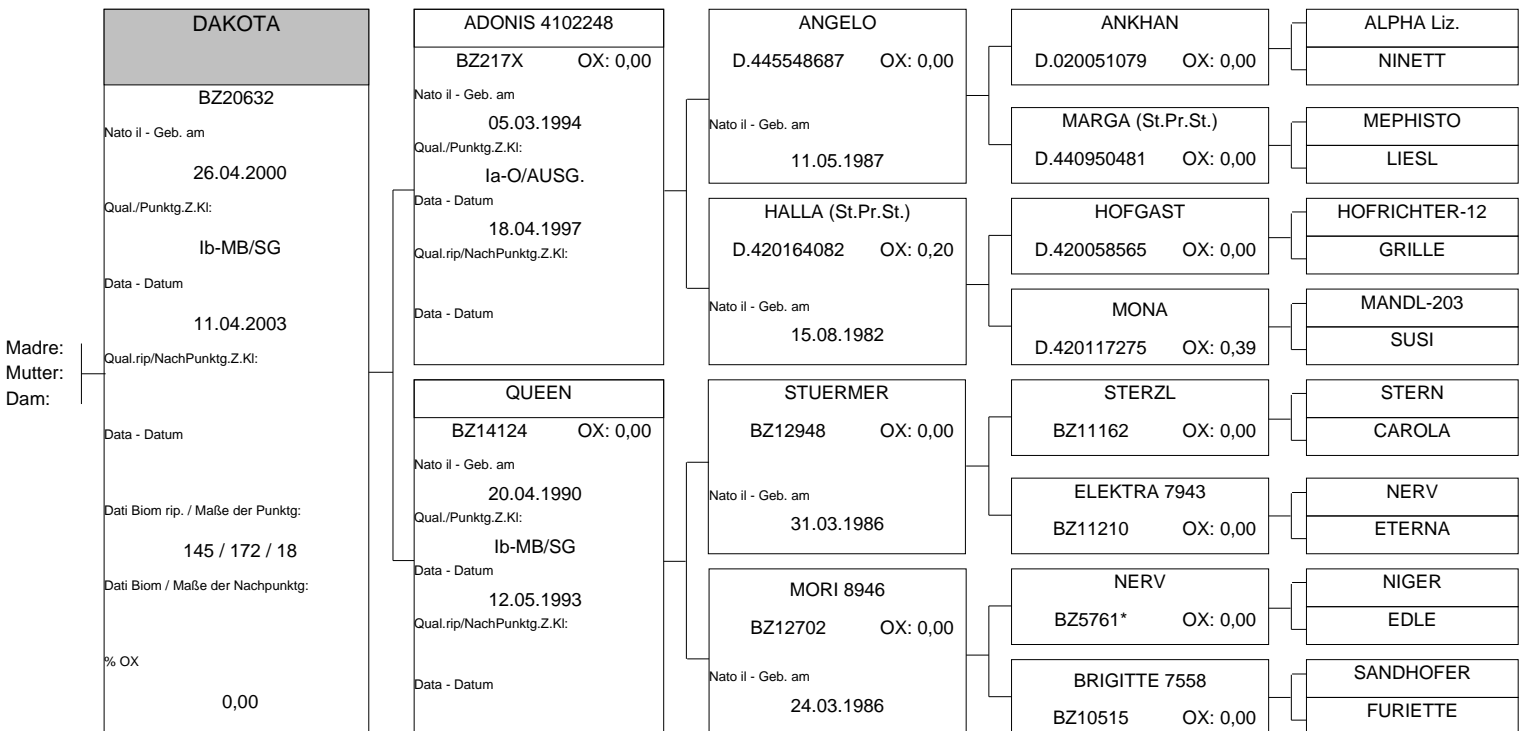 Madre:
Mutter:
Dam:
DAKOTA
BZ20632
Nato il - Geb. am
26.04.2000
Qual./Punktg.Z.Kl:
Ib-MB/SG
Data - Datum
11.04.2003
Qual.rip/NachPunktg.Z.Kl:
Data - Datum
Dati Biom rip. / Maße der Punktg:
145 / 172 / 18
Dati Biom / Maße der Nachpunktg:
% OX
0,00
ADONIS 4102248
BZ217X OX: 0,00
Nato il - Geb. am
05.03.1994
Qual./Punktg.Z.Kl:
Ia-O/AUSG.
Data - Datum
18.04.1997
Qual.rip/NachPunktg.Z.Kl:
Data - Datum
QUEEN
BZ14124 OX: 0,00
Nato il - Geb. am
20.04.1990
Qual./Punktg.Z.Kl:
Ib-MB/SG
Data - Datum
12.05.1993
Qual.rip/NachPunktg.Z.Kl:
Data - Datum
ANGELO
D.445548687 OX: 0,00
Nato il - Geb. am
11.05.1987
HALLA (St.Pr.St.)
D.420164082 OX: 0,20
Nato il - Geb. am
15.08.1982
STUERMER
BZ12948 OX: 0,00
Nato il - Geb. am
31.03.1986
MORI 8946
BZ12702 OX: 0,00
Nato il - Geb. am
24.03.1986
ANKHAN
D.020051079 OX: 0,00
MARGA (St.Pr.St.)
D.440950481 OX: 0,00
HOFGAST
D.420058565 OX: 0,00
MONA
D.420117275 OX: 0,39
STERZL
BZ11162 OX: 0,00
ELEKTRA 7943
BZ11210 OX: 0,00
NERV
BZ5761* OX: 0,00
BRIGITTE 7558
BZ10515 OX: 0,00
ALPHA Liz.
NINETT
MEPHISTO
LIESL
HOFRICHTER-12
GRILLE
MANDL-203
SUSI
STERN
CAROLA
NERV
ETERNA
NIGER
EDLE
SANDHOFER
FURIETTE